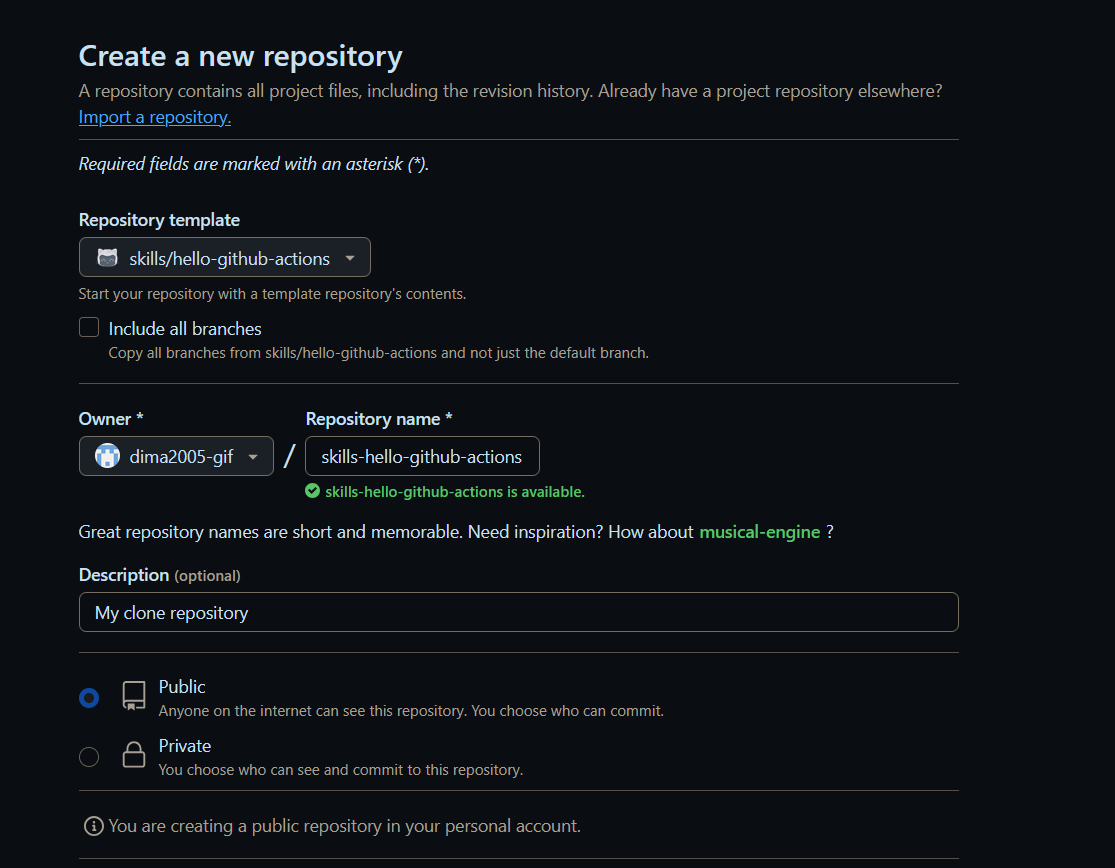 Create a new repository
A repository contains all project files, including the revision history. Already have a project repository elsewhere?
Import a repository.
Required fields are marked with an asterisk (*).
Repository template
skills/hello-github-actions
Start your repository with a template repository's contents.
Include all branches
Copy all branches from skills/hello-github-actions and not just the default branch.
Owner * Repository name *
dima2005-gif / skills-hello-github-actions
skills-hello-github-actions is available.
Great repository names are short and memorable. Need inspiration? How about musical-engine ?
Description (optional)
My clone repository
Public
Anyone on the internet can see this repository. You choose who can commit.
Private
You choose who can see and commit to this repository.
You are creating a public repository in your personal account.